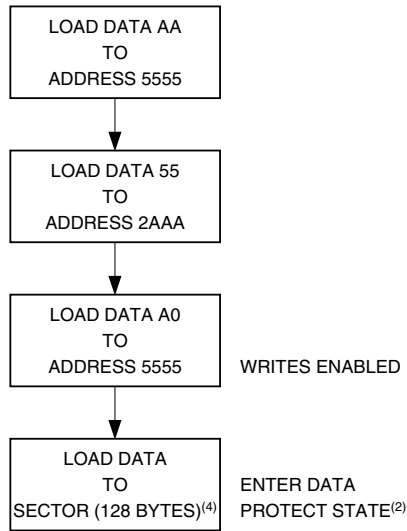 LOAD DATA AA
TO
ADDRESS 5555
LOAD DATA 55
TO
ADDRESS 2AAA
LOAD DATA A0
TO
ADDRESS 5555
WRITES ENABLED
LOAD DATA
TO
SECTOR (128 BYTES)(4)
ENTER DATA
PROTECT STATE(2)